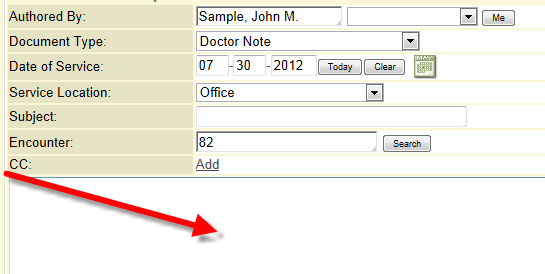 Authored By: Sample, John M. Me
Document Type: Doctor Note
Date of Service: 07 - 30 - 2012 Today Clear MAY
Service Location: Office
Subject:
Encounter: 82 Search
CC: Add